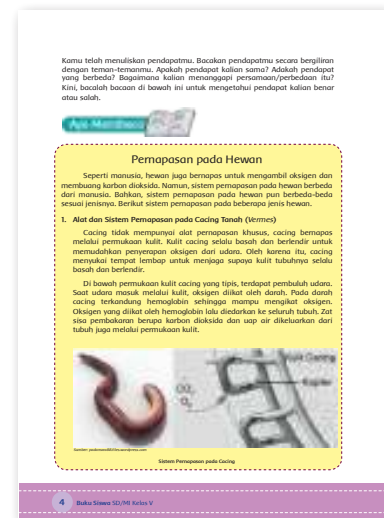 Kamu telah menuliskan pendapatmu. Bacakan pendapatmu secara bergiliran
dengan teman-temanmu. Apakah pendapat kalian sama? Adakah pendapat
yang berbeda? Bagaimana kalian menanggapi persamaan/perbedaan itu?
Kini, bacalah bacaan di bawah ini untuk mengetahui pendapat kalian benar
atau salah.
Ayo Membaca
Pernapasan pada Hewan
Seperti manusia, hewan juga bernapas untuk mengambil oksigen dan
membuang karbon dioksida. Namun, sistem pernapasan pada hewan berbeda
dari manusia. Bahkan, sistem pernapasan pada hewan pun berbeda-beda
sesuai jenisnya. Berikut sistem pernapasan pada beberapa jenis hewan.
1. Alat dan Sistem Pernapasan pada Cacing Tanah (Vermes)
Cacing tidak mempunyai alat pernapasan khusus, cacing bernapas
melalui permukaan kulit. Kulit cacing selalu basah dan berlendir untuk
memudahkan penyerapan oksigen dari udara. Oleh karena itu, cacing
menyukai tempat lembap untuk menjaga supaya kulit tubuhnya selalu
basah dan berlendir.
Di bawah permukaan kulit cacing yang tipis, terdapat pembuluh darah.
Saat udara masuk melalui kulit, oksigen diikat oleh darah. Pada darah
cacing terkandung hemoglobin sehingga mampu mengikat oksigen.
Oksigen yang diikat oleh hemoglobin lalu diedarkan ke seluruh tubuh. Zat
sisa pembakaran berupa karbon dioksida dan uap air dikeluarkan dari
tubuh juga melalui permukaan kulit.
Kulit Cacing
Kapiler
CO₂
O₂
Sumber:
Sistem Pernapasan pada Cacing
4 Buku Siswa SD/MI Kelas V